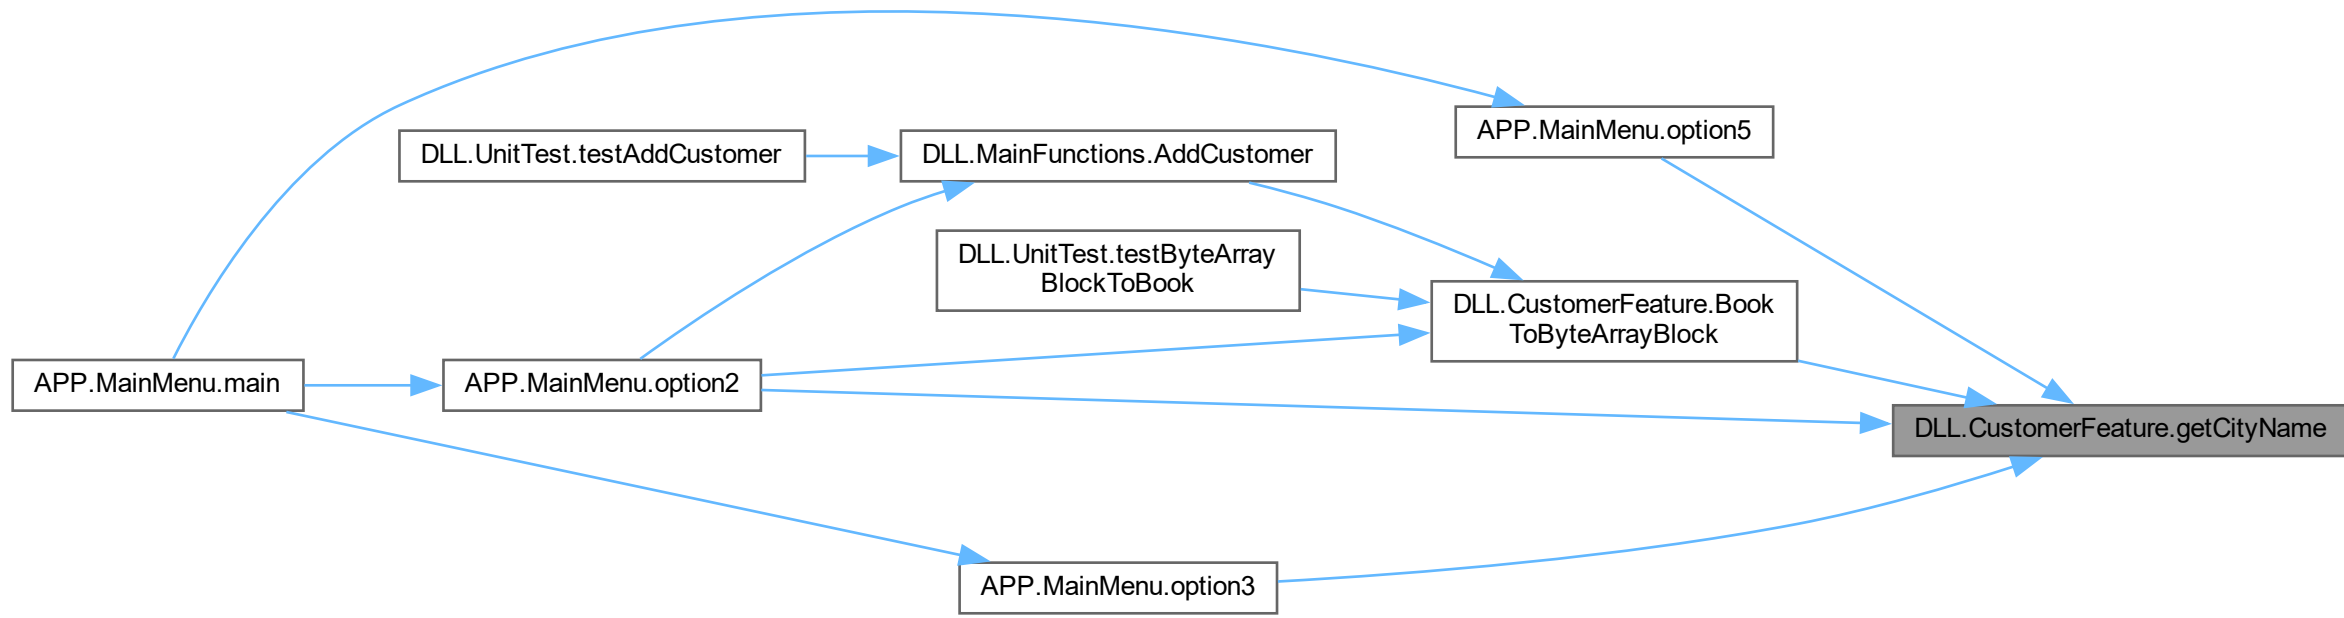 APP.MainMenu.option5
DLL.UnitTest.testAddCustomer
DLL.MainFunctions.AddCustomer
DLL.UnitTest.testByteArray
BlockToBook
DLL.CustomerFeature.Book
ToByteArrayBlock
APP.MainMenu.main
APP.MainMenu.option2
DLL.CustomerFeature.getCityName
APP.MainMenu.option3